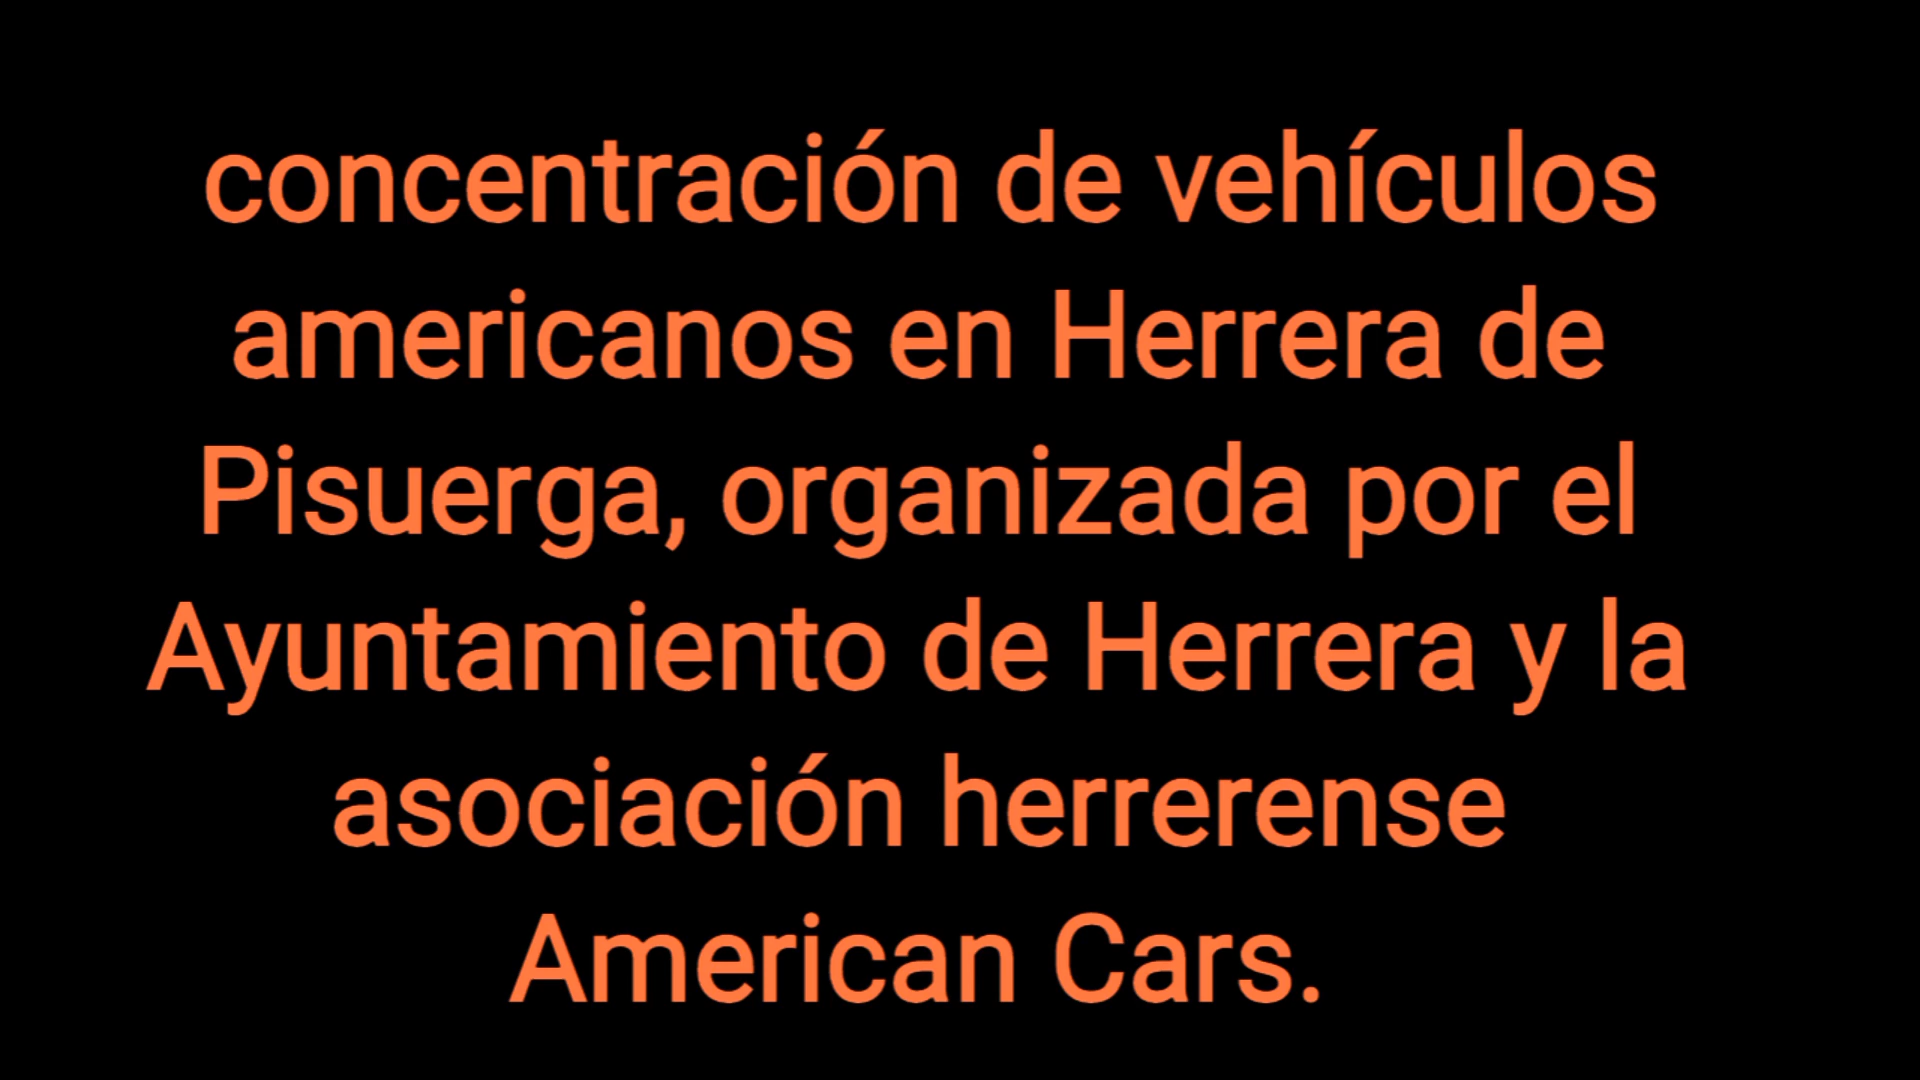 concentración de vehículos
americanos en Herrera de
Pisuerga, organizada por el
Ayuntamiento de Herrera y la
asociación herrerense
American Cars.